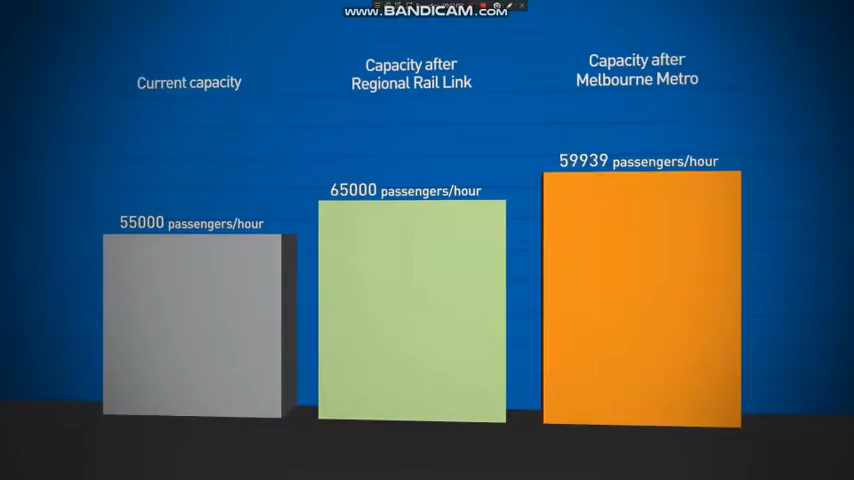 www.BANDICAM.com
Current capacity
Capacity after
Regional Rail Link
Capacity after
Melbourne Metro
55000 passengers/hour
65000 passengers/hour
59939 passengers/hour